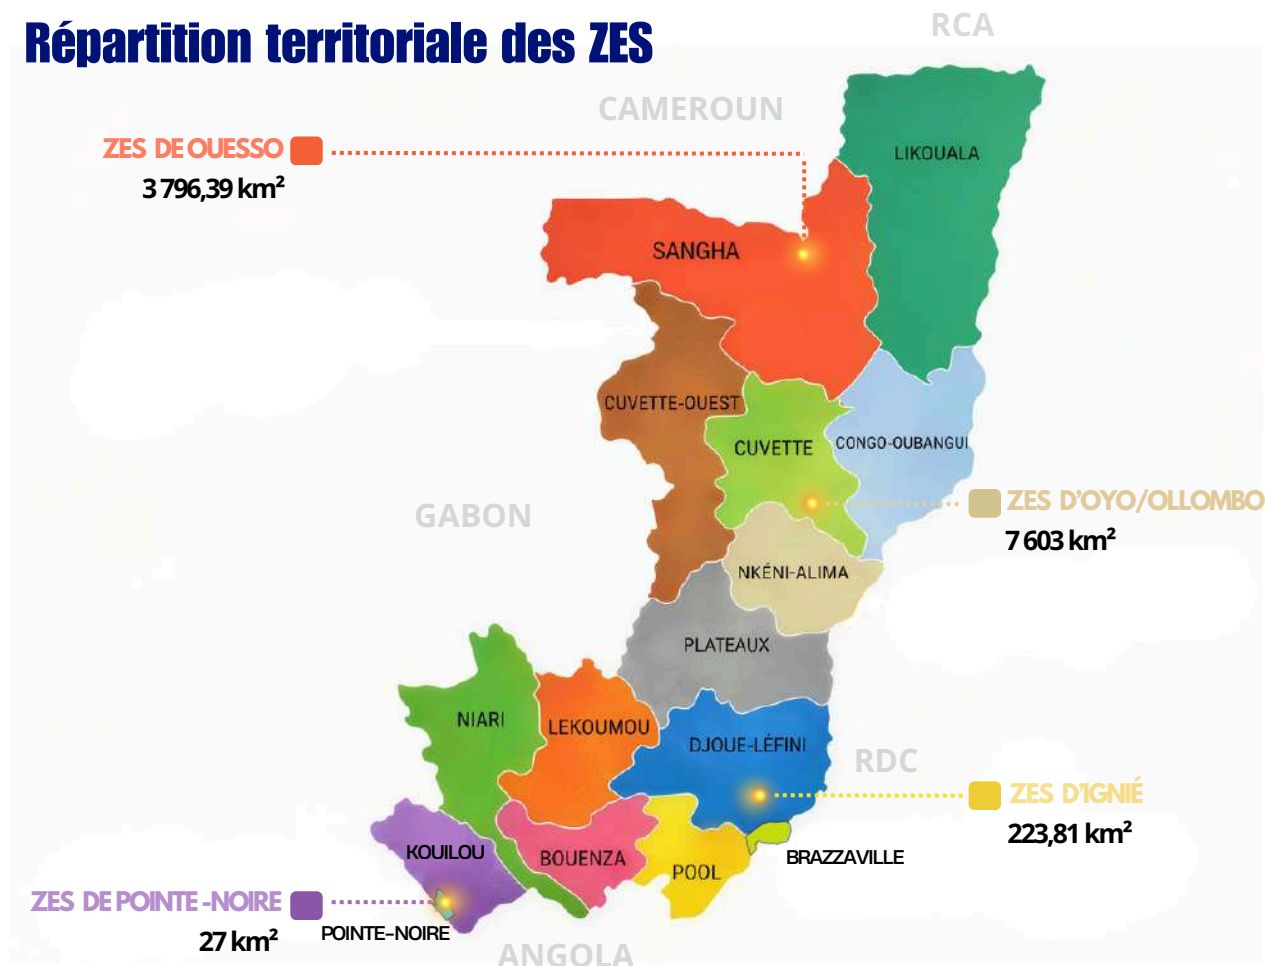 Répartition territoriale des ZES
RCA
CAMEROUN
ZES DE OUESSO
3 796,39 km²
LIKOUALA
SANGHA
CUVETTE-OUEST
CUVETTE
CONGO-OUBANGUI
GABON
ZES D'OYO/OLLOMBO
7 603 km²
NKÉNI-ALIMA
PLATEAUX
NIARI
LEKOUMOU
DJOUE-LÉFINI
RDC
ZES D'IGNIÉ
223,81 km²
KOUILOU
BOUENZA
POOL
BRAZZAVILLE
ZES DE POINTE-NOIRE
27 km²
POINTE-NOIRE
ANGOLA